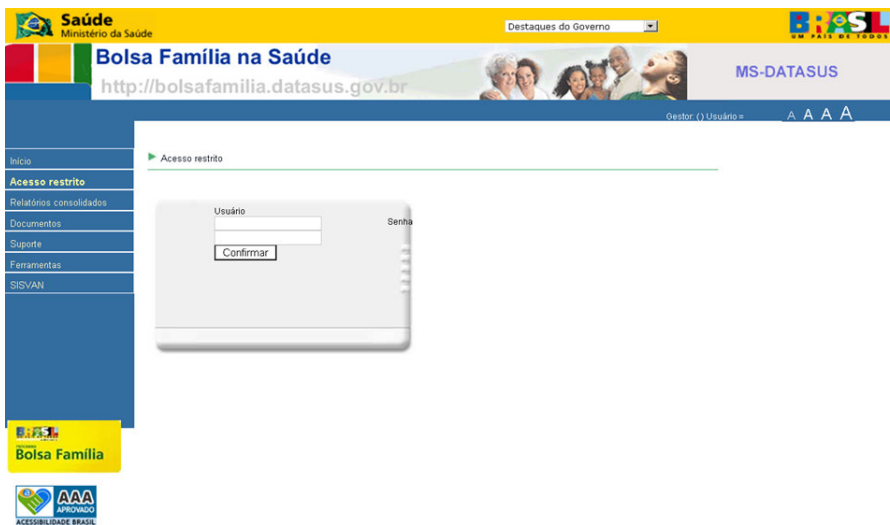 Saúde
Ministério da Saúde
Destaques do Governo
BRASIL
UM PAÍS DE TODOS
Bolsa Família na Saúde
http://bolsafamilia.datasus.gov.br
MS-DATASUS
Gestor: () Usuário =
A A A A
Início
Acesso restrito
Relatórios consolidados
Documentos
Suporte
Ferramentas
SISVAN
Acesso restrito
Usuário
Senha
Confirmar
BRASIL
PROGRAMA
Bolsa Família
AAA
APROVADO
ACESSIBILIDADE BRASIL